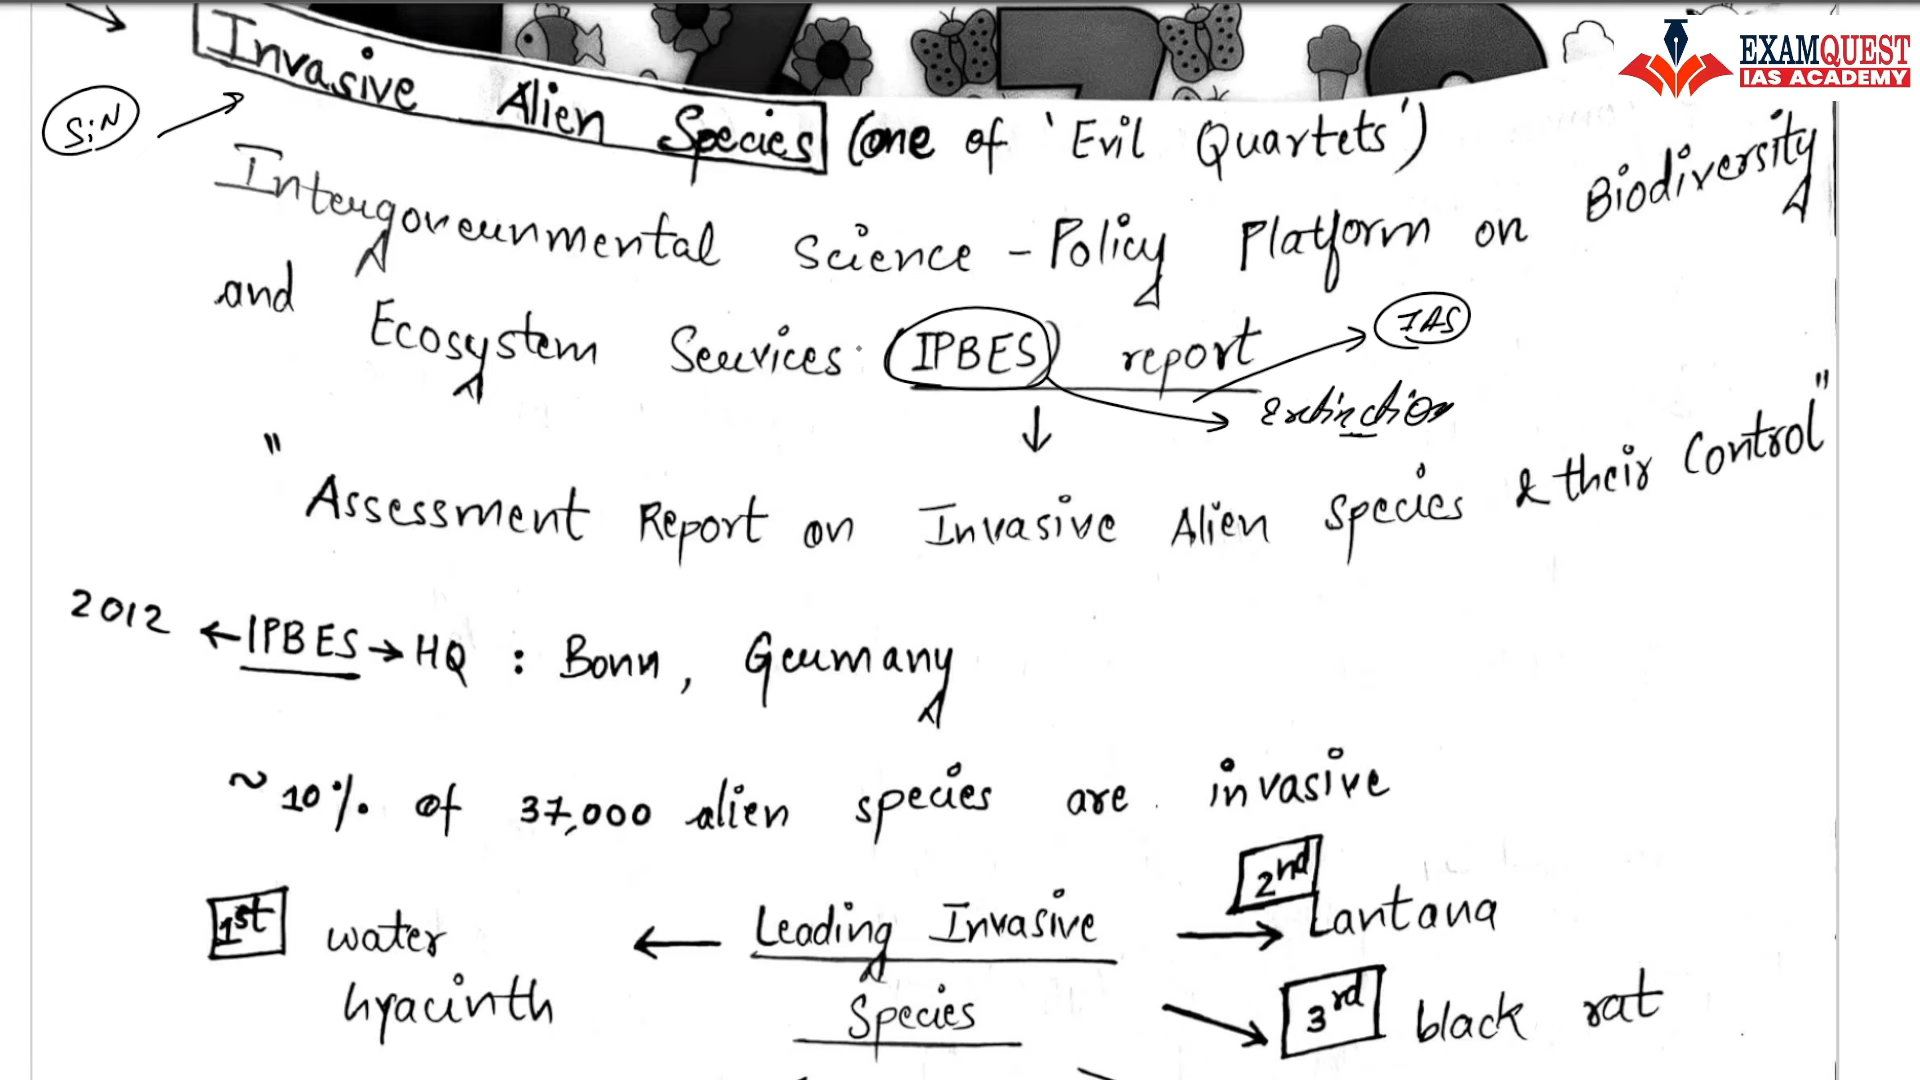 EXAMQUEST
IAS ACADEMY
Invasive Alien Species (one of 'Evil Quartets')
SiN
Intergovernmental Science - Policy Platform on Biodiversity
and Ecosystem Services (IPBES) report
IAS
Extinction
"Assessment Report on Invasive Alien Species & their Control"
2012 ← IPBES → HQ : Bonn, Germany
~ 10% of 37,000 alien species are invasive
1st water hyacinth ← Leading Invasive Species → 2nd Lantana
3rd black rat